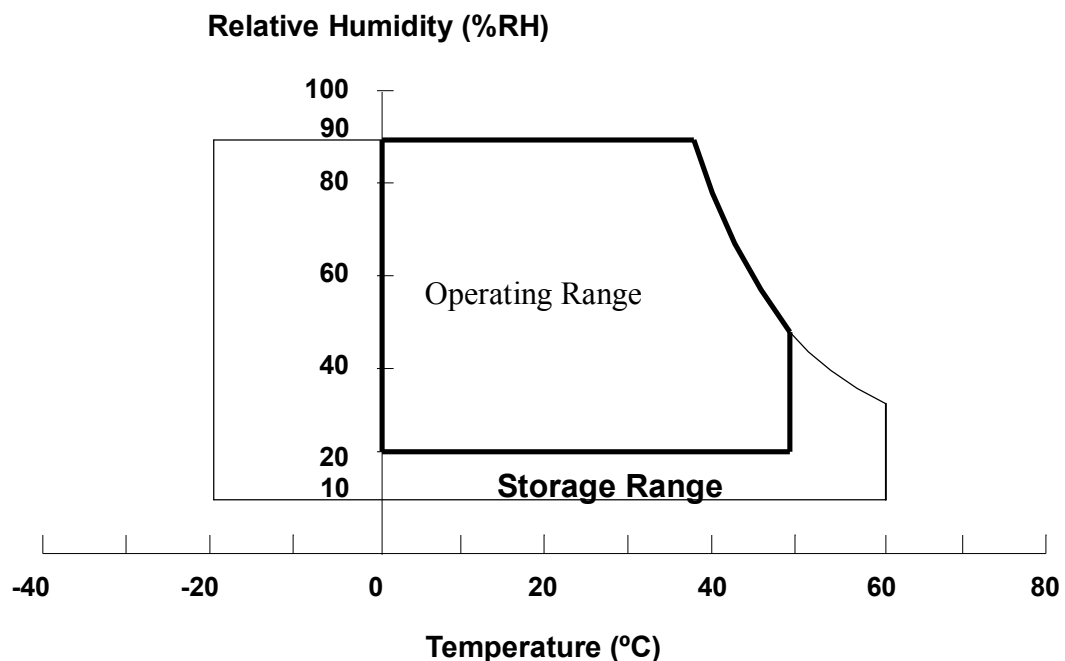 Relative Humidity (%RH)
100
90
80
60
Operating Range
40
20
10
Storage Range
-40 -20 0 20 40 60 80
Temperature (ºC)